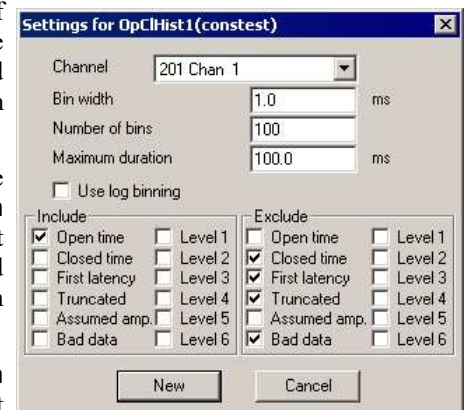 Settings for OpClHist1(constest)
Channel 201 Chan 1
Bin width 1.0 ms
Number of bins 100
Maximum duration 100.0 ms
Use log binning
Include
Open time Level 1
Closed time Level 2
First latency Level 3
Truncated Level 4
Assumed amp. Level 5
Bad data Level 6
Exclude
Open time Level 1
Closed time Level 2
First latency Level 3
Truncated Level 4
Assumed amp. Level 5
Bad data Level 6
New Cancel